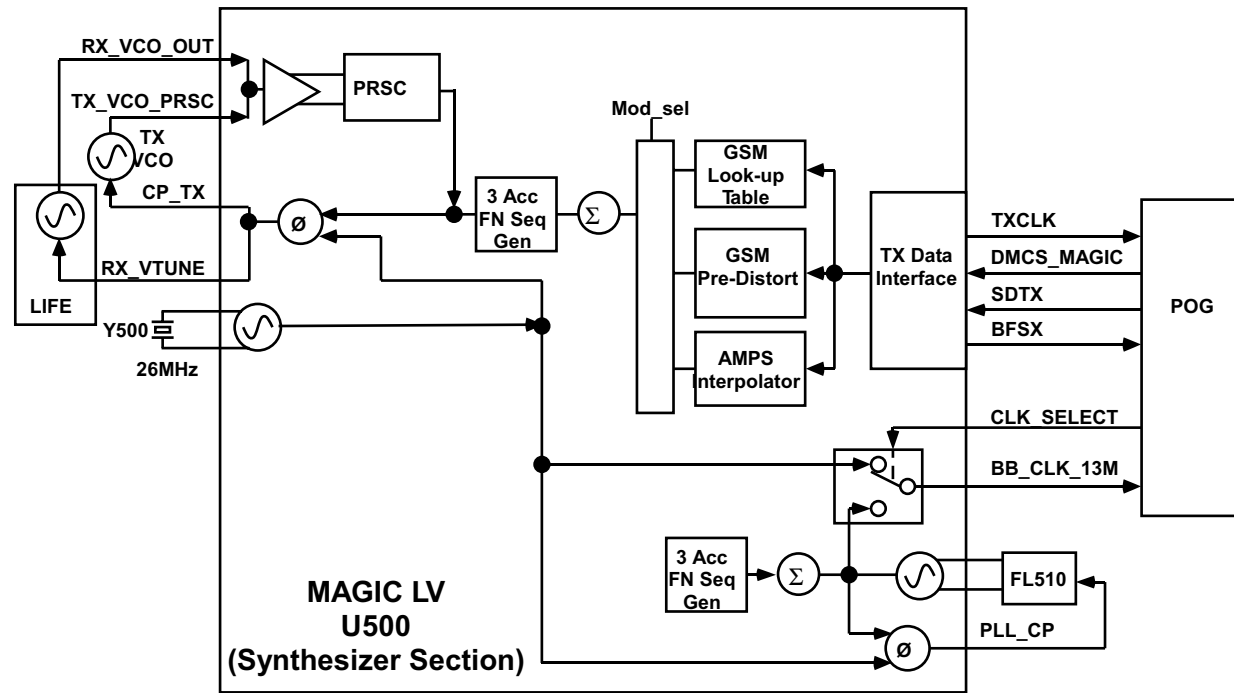 RX_VCO_OUT
TX_VCO_PRSC
TX
VCO
CP_TX
RX_VTUNE
LIFE
Y500
26MHz
PRSC
ø
3 Acc
FN Seq
Gen
Σ
Mod_sel
GSM
Look-up
Table
GSM
Pre-Distort
AMPS
Interpolator
TX Data
Interface
TXCLK
DMCS_MAGIC
SDTX
BFSX
POG
CLK_SELECT
BB_CLK_13M
3 Acc
FN Seq
Gen
Σ
FL510
ø
PLL_CP
MAGIC LV
U500
(Synthesizer Section)